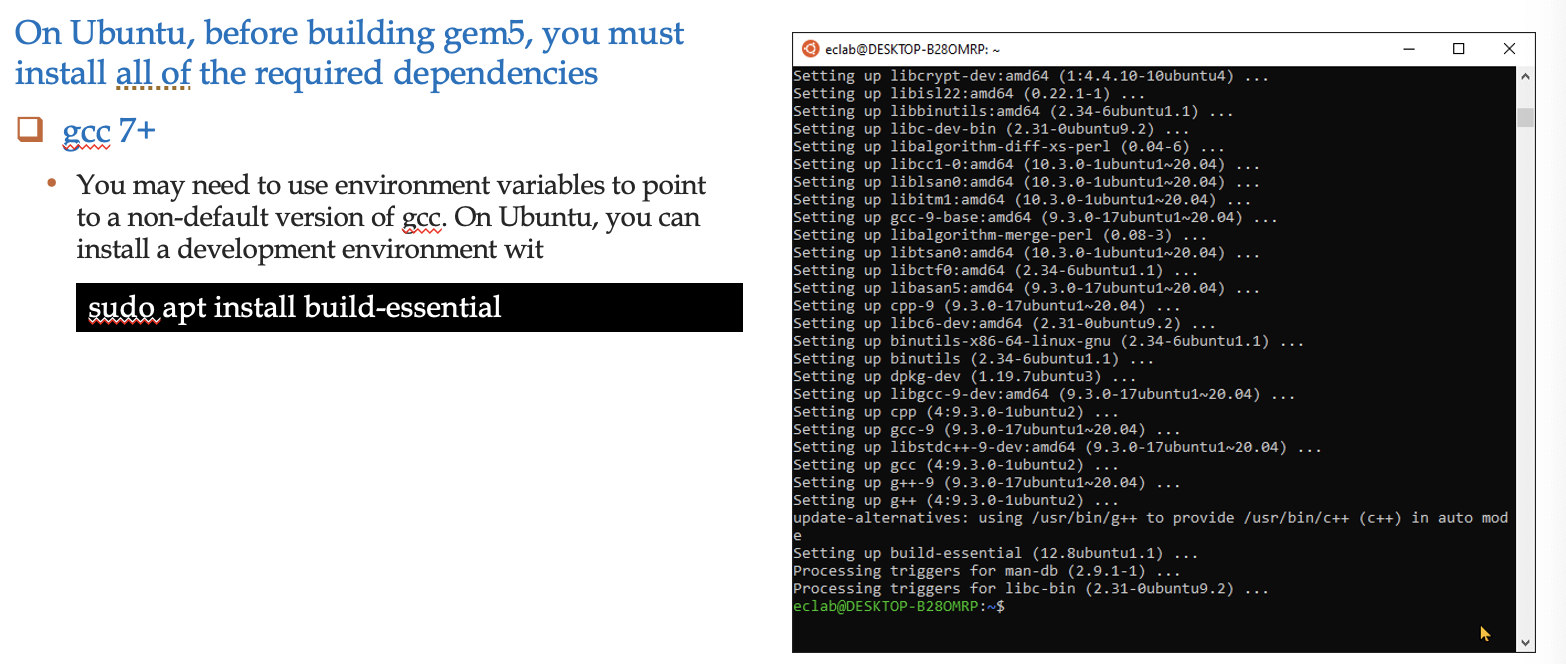 On Ubuntu, before building gem5, you must
install all of the required dependencies
gcc 7+
You may need to use environment variables to point
to a non-default version of gcc. On Ubuntu, you can
install a development environment wit
sudo apt install build-essential
eclab@DESKTOP-B28OMRP: ~
Setting up libcrypt-dev:amd64 (1:4.4.10-10ubuntu4) ...
Setting up libisl22:amd64 (0.22.1-1) ...
Setting up libbinutils:amd64 (2.34-6ubuntu1.1) ...
Setting up libc-dev-bin (2.31-0ubuntu9.2) ...
Setting up libalgorithm-diff-xs-perl (0.04-6) ...
Setting up libcc1-0:amd64 (10.3.0-1ubuntu1~20.04) ...
Setting up liblsan0:amd64 (10.3.0-1ubuntu1~20.04) ...
Setting up libitm1:amd64 (10.3.0-1ubuntu1~20.04) ...
Setting up gcc-9-base:amd64 (9.3.0-17ubuntu1~20.04) ...
Setting up libalgorithm-merge-perl (0.08-3) ...
Setting up libtsan0:amd64 (10.3.0-1ubuntu1~20.04) ...
Setting up libctf0:amd64 (2.34-6ubuntu1.1) ...
Setting up libasan5:amd64 (9.3.0-17ubuntu1~20.04) ...
Setting up cpp-9 (9.3.0-17ubuntu1~20.04) ...
Setting up libc6-dev:amd64 (2.31-0ubuntu9.2) ...
Setting up binutils-x86-64-linux-gnu (2.34-6ubuntu1.1) ...
Setting up binutils (2.34-6ubuntu1.1) ...
Setting up dpkg-dev (1.19.7ubuntu3) ...
Setting up libgcc-9-dev:amd64 (9.3.0-17ubuntu1~20.04) ...
Setting up cpp (4:9.3.0-1ubuntu2) ...
Setting up gcc-9 (9.3.0-17ubuntu1~20.04) ...
Setting up libstdc++-9-dev:amd64 (9.3.0-17ubuntu1~20.04) ...
Setting up gcc (4:9.3.0-1ubuntu2) ...
Setting up g++-9 (9.3.0-17ubuntu1~20.04) ...
Setting up g++ (4:9.3.0-1ubuntu2) ...
update-alternatives: using /usr/bin/g++ to provide /usr/bin/c++ (c++) in auto mod
e
Setting up build-essential (12.8ubuntu1.1) ...
Processing triggers for man-db (2.9.1-1) ...
Processing triggers for libc-bin (2.31-0ubuntu9.2) ...
eclab@DESKTOP-B28OMRP:~$